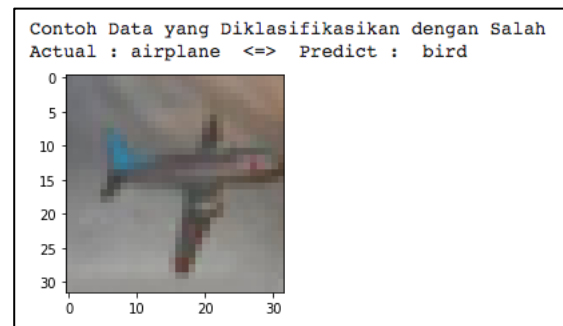 Contoh Data yang Diklasifikasikan dengan Salah
Actual : airplane <=> Predict : bird
0
5
10
15
20
25
30
0 10 20 30